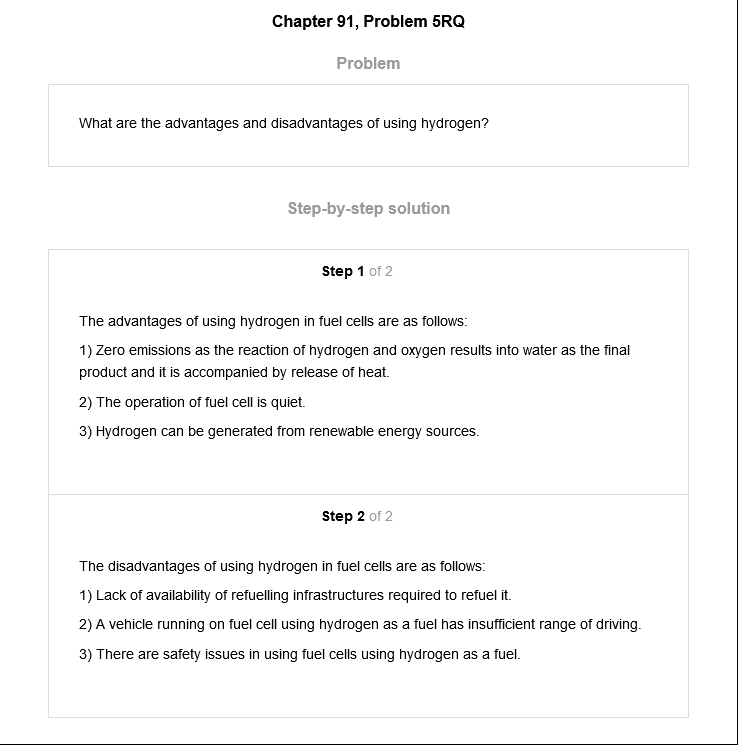 Chapter 91, Problem 5RQ
Problem
What are the advantages and disadvantages of using hydrogen?
Step-by-step solution
Step 1 of 2
The advantages of using hydrogen in fuel cells are as follows:
1) Zero emissions as the reaction of hydrogen and oxygen results into water as the final
product and it is accompanied by release of heat.
2) The operation of fuel cell is quiet.
3) Hydrogen can be generated from renewable energy sources.
Step 2 of 2
The disadvantages of using hydrogen in fuel cells are as follows:
1) Lack of availability of refuelling infrastructures required to refuel it.
2) A vehicle running on fuel cell using hydrogen as a fuel has insufficient range of driving.
3) There are safety issues in using fuel cells using hydrogen as a fuel.